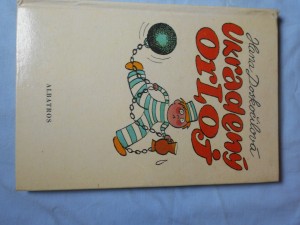 Hana Doskočilová
Ukradený
ORLOJ
ALBATROS